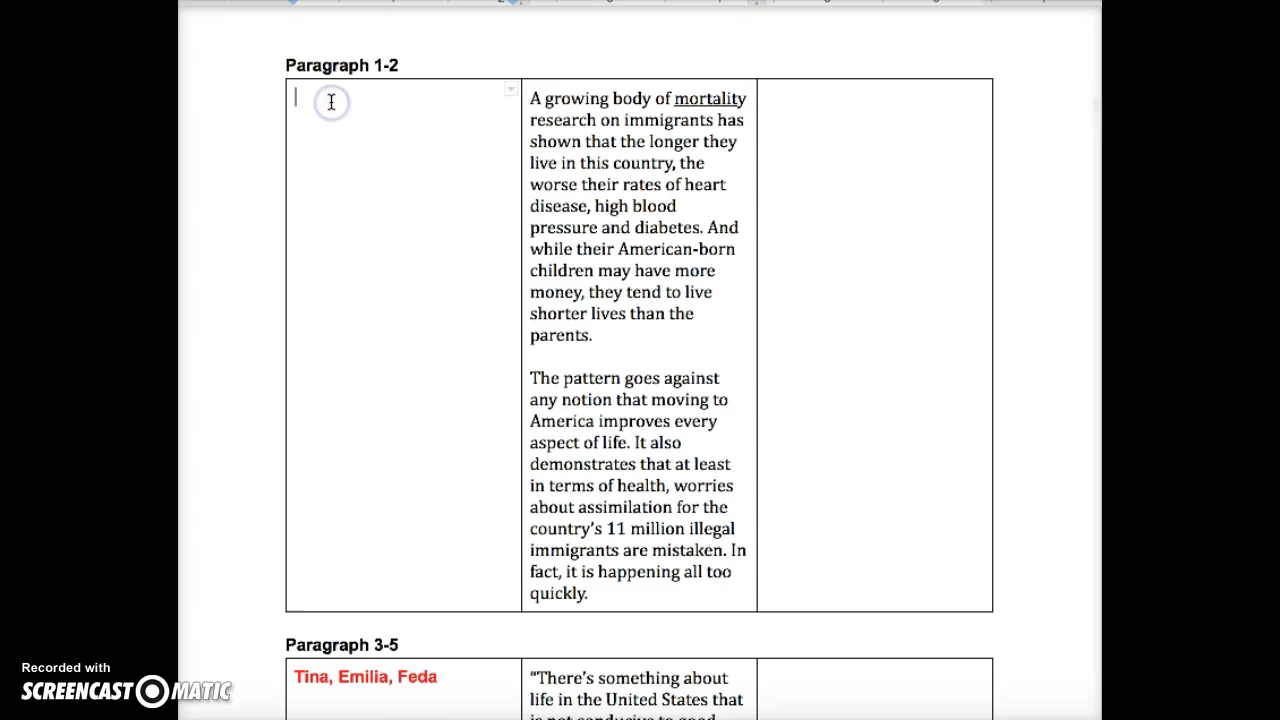 Paragraph 1-2
A growing body of mortality
research on immigrants has
shown that the longer they
live in this country, the
worse their rates of heart
disease, high blood
pressure and diabetes. And
while their American-born
children may have more
money, they tend to live
shorter lives than the
parents.
The pattern goes against
any notion that moving to
America improves every
aspect of life. It also
demonstrates that at least
in terms of health, worries
about assimilation for the
country's 11 million illegal
immigrants are mistaken. In
fact, it is happening all too
quickly.
Paragraph 3-5
Tina, Emilia, Feda
“There's something about
life in the United States that
is not conducive to good
Recorded with
SCREENCAST-O-MATIC